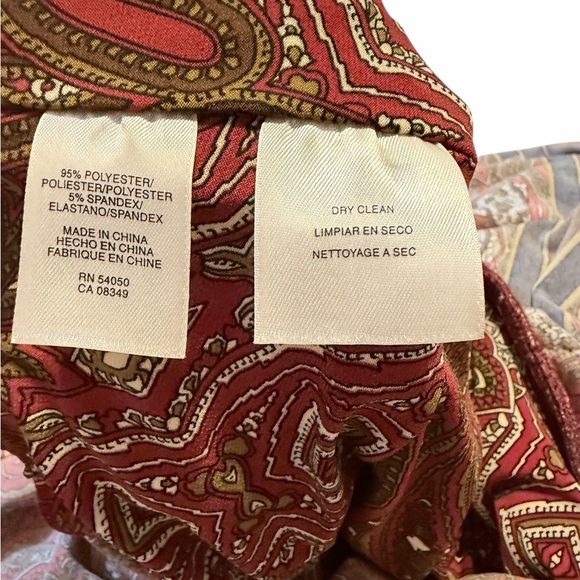 95% POLYESTER/
POLIESTER/POLYESTER
5% SPANDEX/
ELASTANO/SPANDEX
MADE IN CHINA
HECHO EN CHINA
FABRIQUE EN CHINE
RN 54050
CA 08349
DRY CLEAN
LIMPIAR EN SECO
NETTOYAGE A SEC